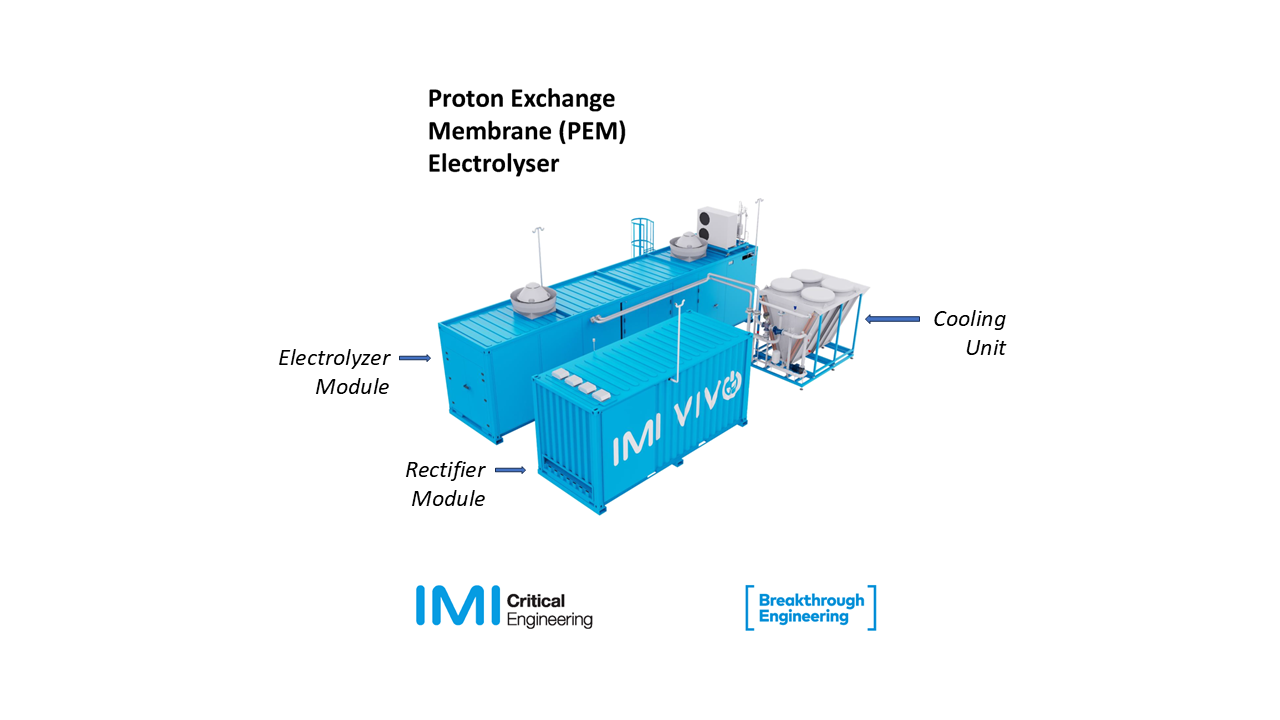 Proton Exchange
Membrane (PEM)
Electrolyser
Cooling
Unit
Electrolyzer
Module
IMI VIVO
Rectifier
Module
IMI Critical
Engineering
Breakthrough
Engineering